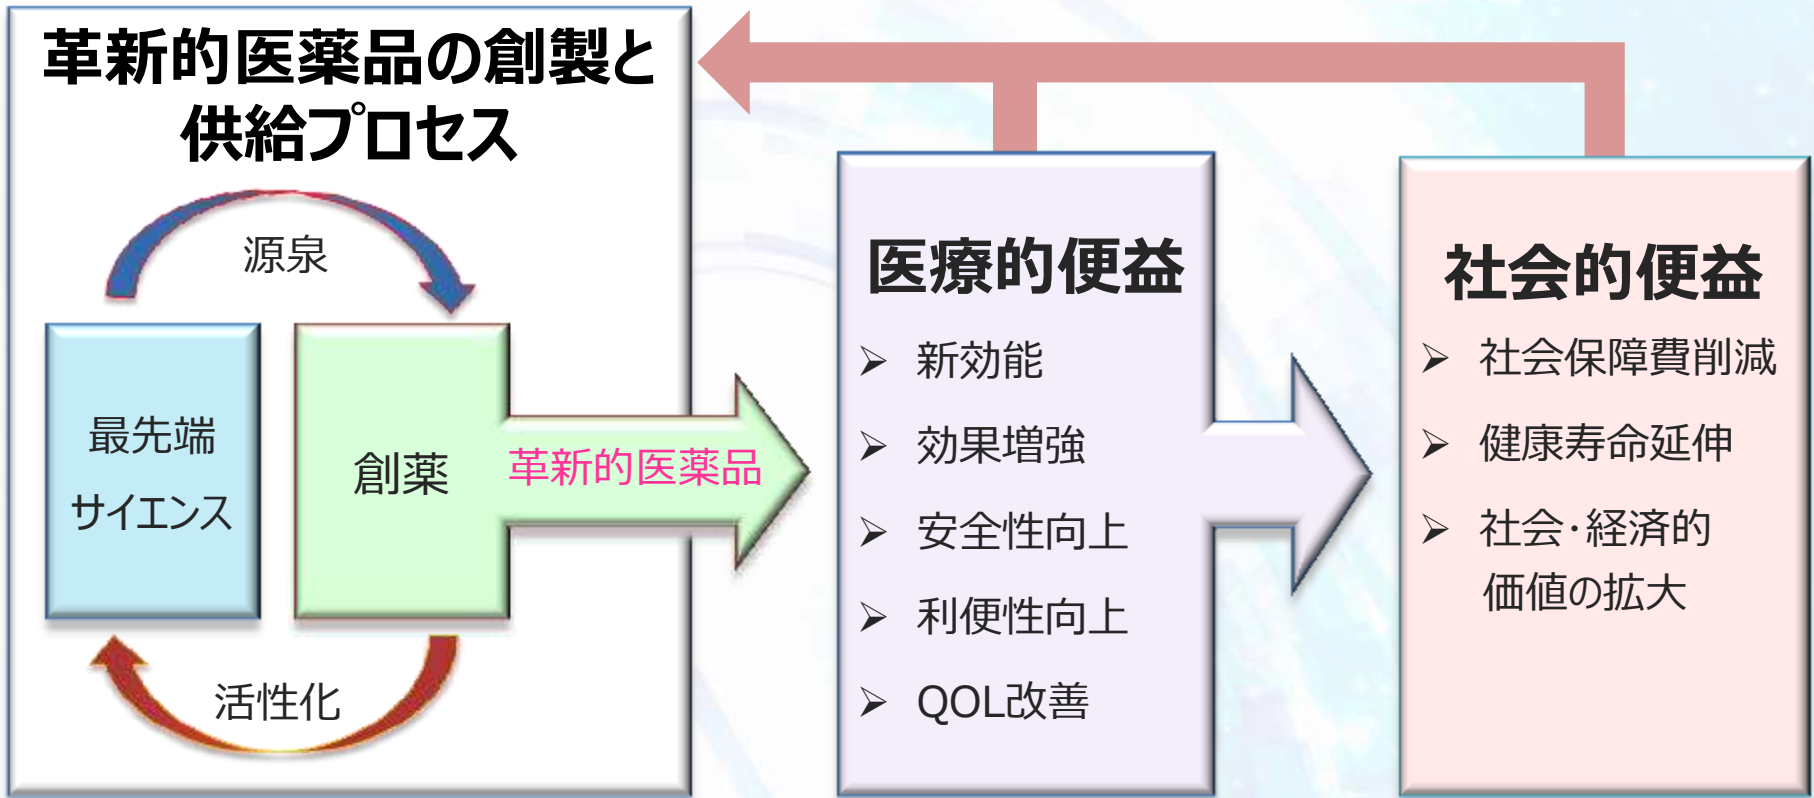 革新的医薬品の創製と
供給プロセス
源泉
最先端
サイエンス
創薬
革新的医薬品
活性化
医療的便益
➢ 新効能
➢ 効果増強
➢ 安全性向上
➢ 利便性向上
➢ QOL改善
社会的便益
➢ 社会保障費削減
➢ 健康寿命延伸
➢ 社会・経済的
価値の拡大